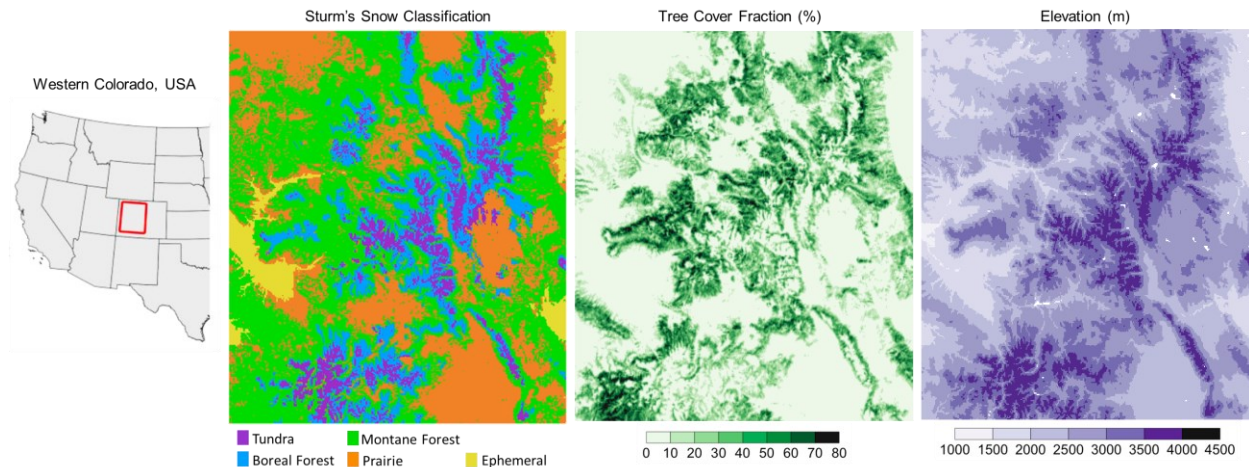 Sturm's Snow Classification
Tree Cover Fraction (%)
Elevation (m)
Western Colorado, USA
Tundra
Montane Forest
Boreal Forest
Prairie
Ephemeral
0 10 20 30 40 50 60 70 80
1000 1500 2000 2500 3000 3500 4000 4500